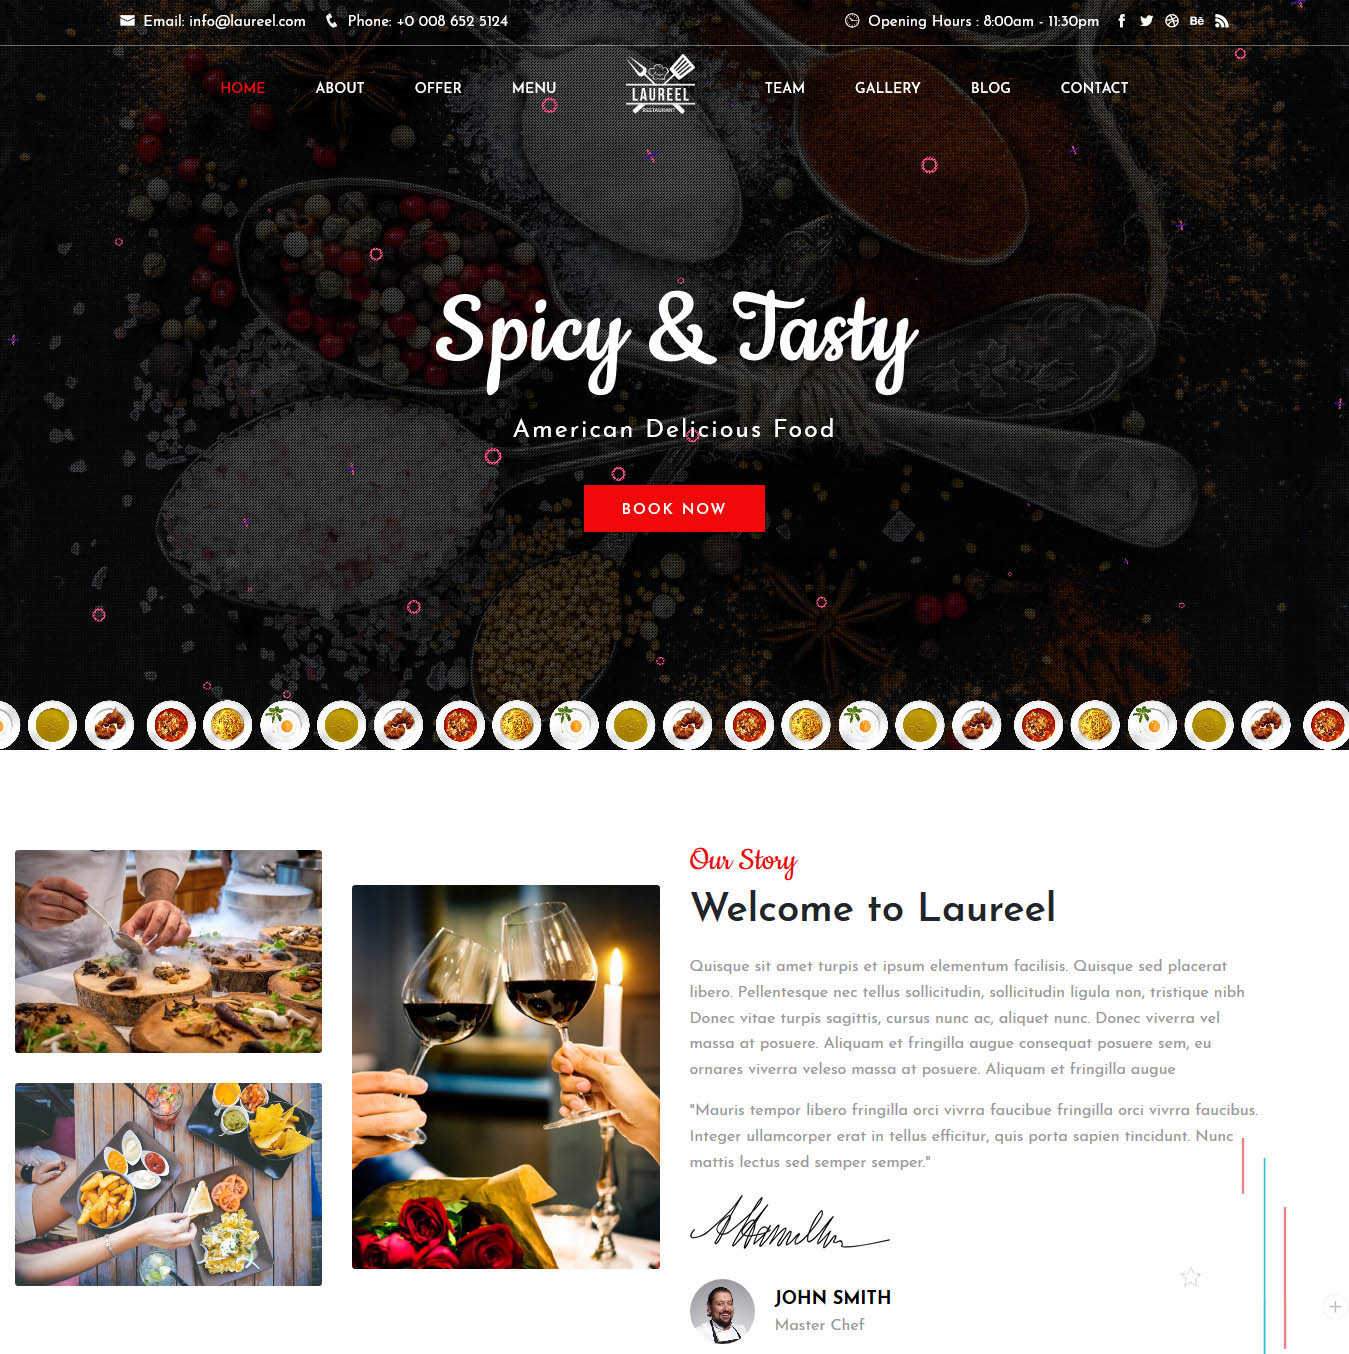 Email: info@laureel.com Phone: +0 008 652 5124 Opening Hours : 8:00am - 11:30pm Bē
HOME ABOUT OFFER MENU
LAUREEL
RESTAURANT
TEAM GALLERY BLOG CONTACT
Spicy & Tasty
American Delicious Food
BOOK NOW
Our Story
Welcome to Laureel
Quisque sit amet turpis et ipsum elementum facilisis. Quisque sed placerat
libero. Pellentesque nec tellus sollicitudin, sollicitudin ligula non, tristique nibh
Donec vitae turpis sagittis, cursus nunc ac, aliquet nunc. Donec viverra vel
massa at posuere. Aliquam et fringilla augue consequat posuere sem, eu
ornares viverra veleso massa at posuere. Aliquam et fringilla augue
"Mauris tempor libero fringilla orci vivrra faucibue fringilla orci vivrra faucibus.
Integer ullamcorper erat in tellus efficitur, quis porta sapien tincidunt. Nunc
mattis lectus sed semper semper."
JOHN SMITH
Master Chef